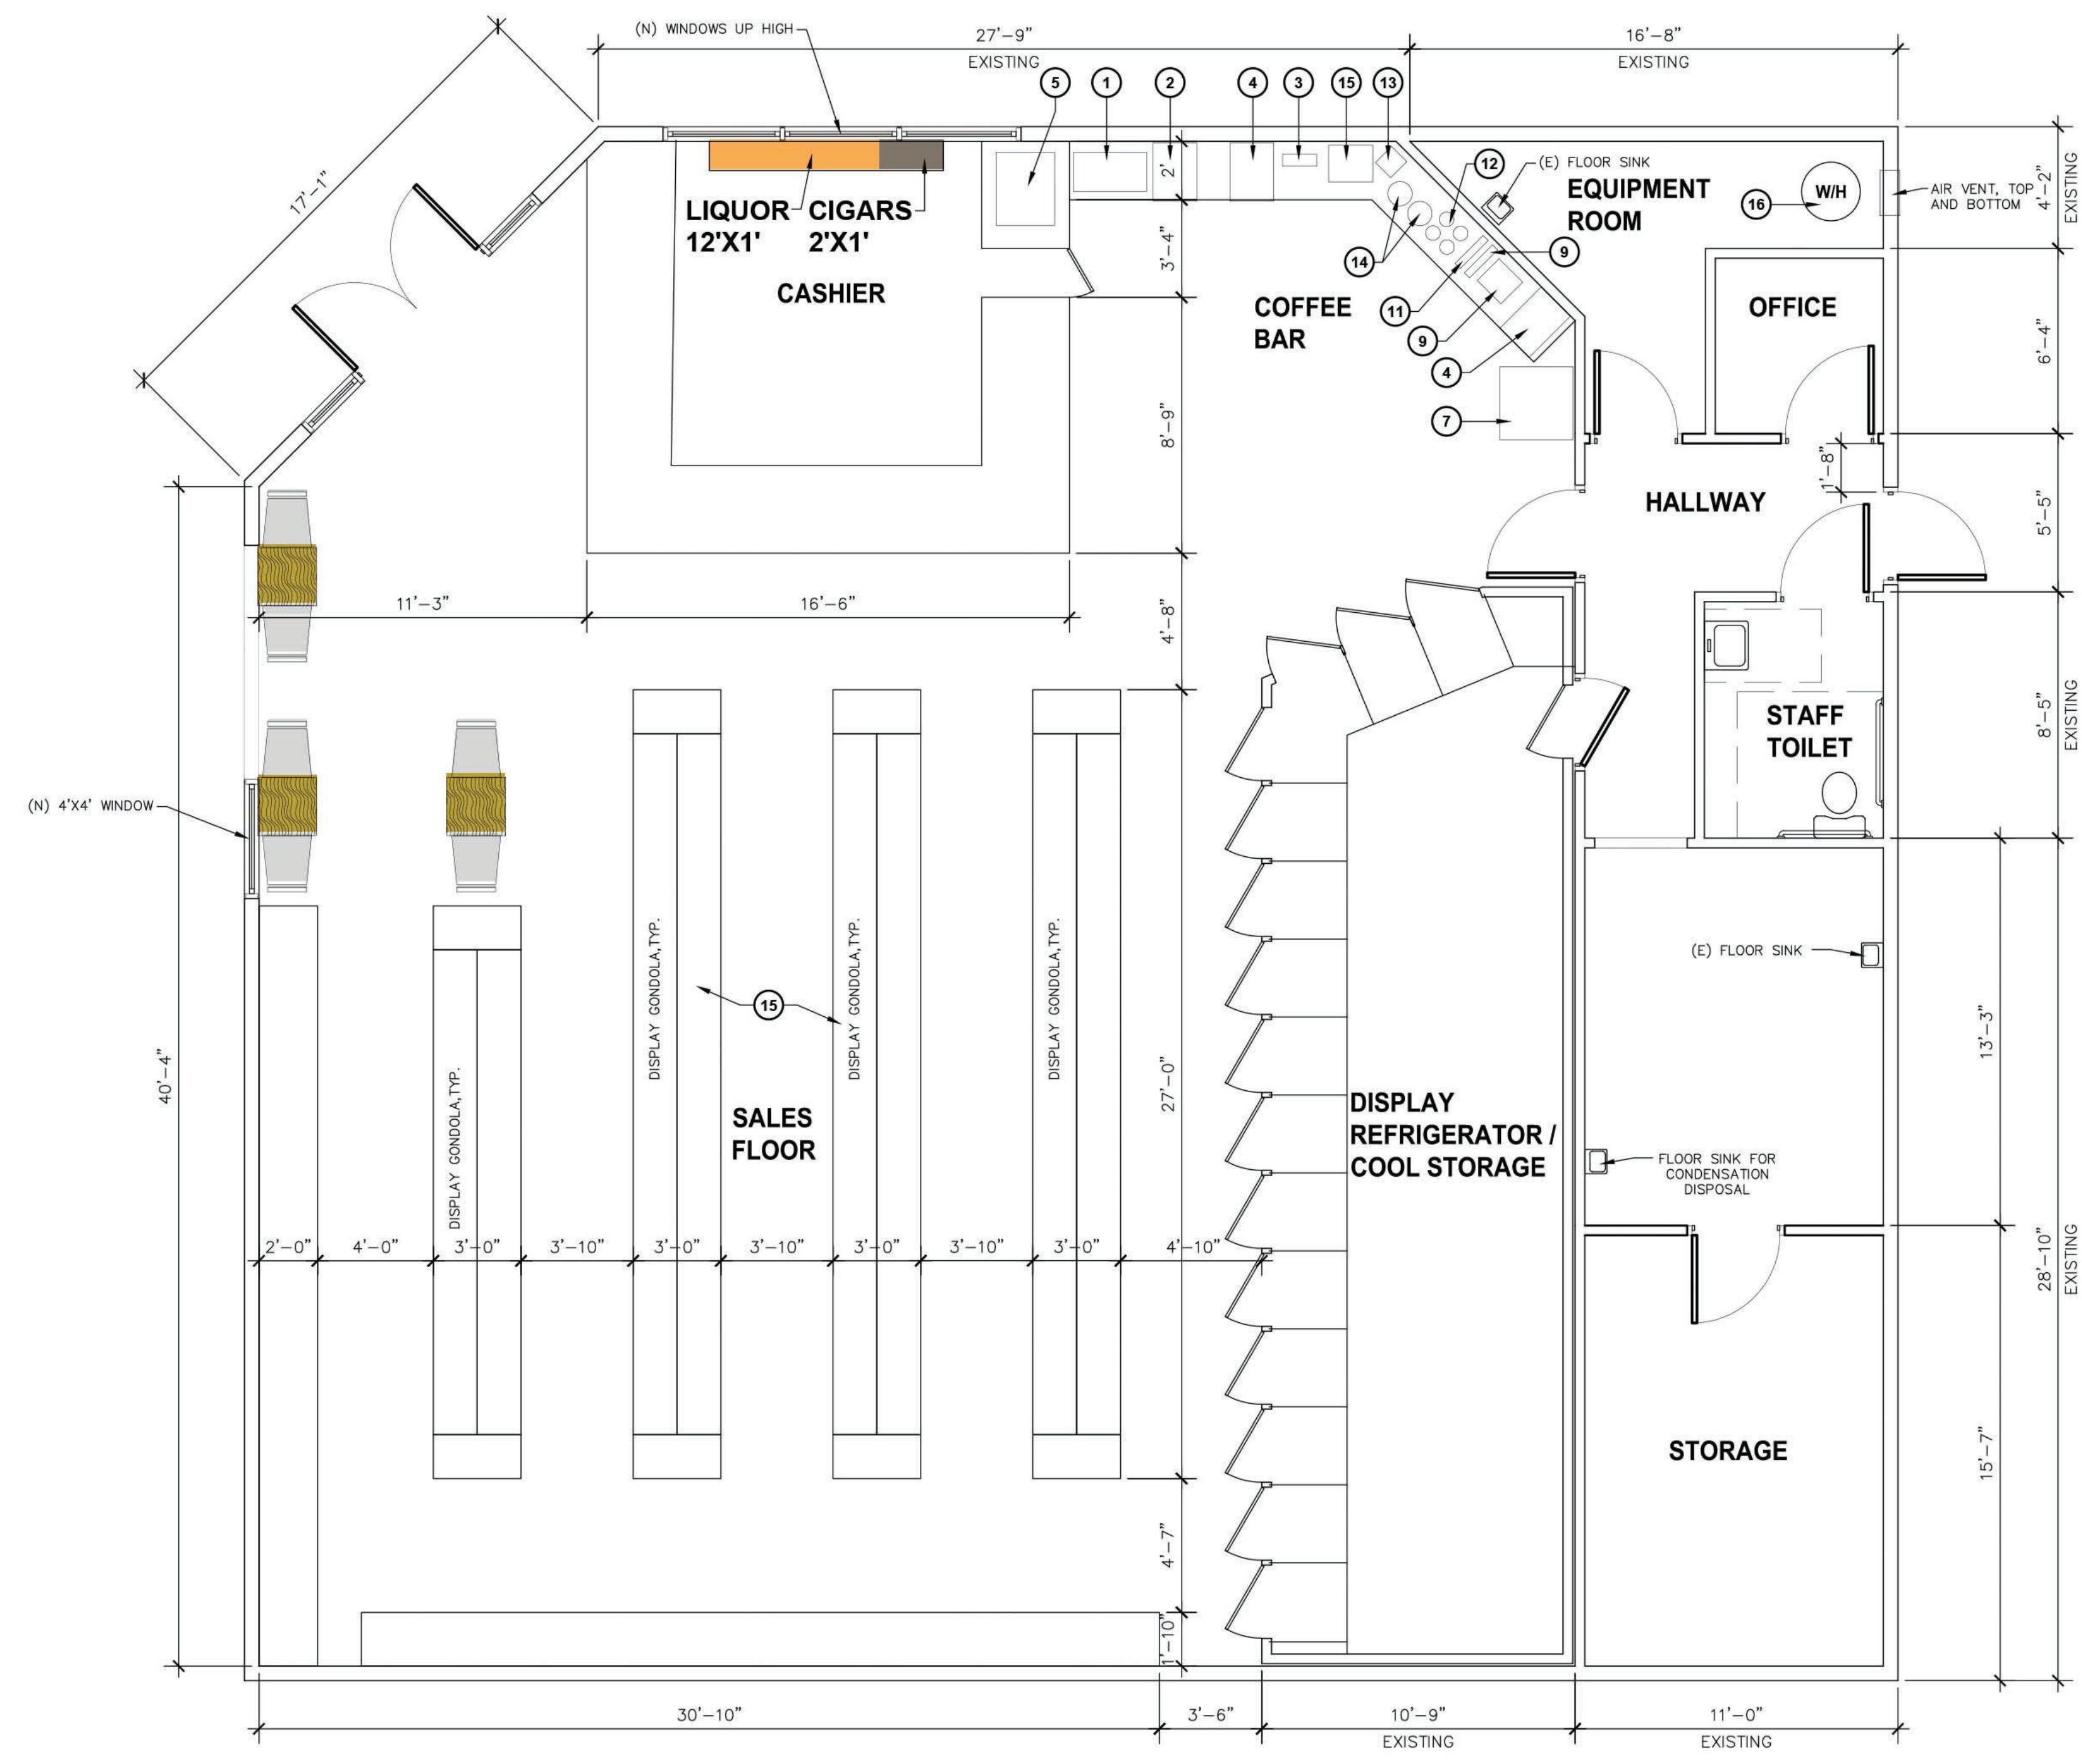 (N) WINDOWS UP HIGH
27'-9"
EXISTING
16'-8"
EXISTING
5
1
2
4
3
15
13
17'-1"
LIQUOR
12'X1'
CIGARS
2'X1'
CASHIER
2'
3'-4"
8'-9"
4'-8"
12
(E) FLOOR SINK
EQUIPMENT
ROOM
16
W/H
AIR VENT, TOP
AND BOTTOM
4'-2"
EXISTING
14
9
11
9
4
7
COFFEE
BAR
OFFICE
6'-4"
1'-8"
HALLWAY
5'-5"
11'-3"
16'-6"
STAFF
TOILET
8'-5"
EXISTING
(N) 4'X4' WINDOW
40'-4"
DISPLAY GONDOLA,TYP.
DISPLAY GONDOLA,TYP.
DISPLAY GONDOLA,TYP.
DISPLAY GONDOLA,TYP.
15
SALES
FLOOR
27'-0"
DISPLAY
REFRIGERATOR /
COOL STORAGE
(E) FLOOR SINK
13'-3"
FLOOR SINK FOR
CONDENSATION
DISPOSAL
2'-0"
4'-0"
3'-0"
3'-10"
3'-0"
3'-10"
3'-0"
3'-10"
3'-0"
4'-10"
28'-10"
EXISTING
STORAGE
15'-7"
4'-7"
1'-10"
30'-10"
3'-6"
10'-9"
EXISTING
11'-0"
EXISTING